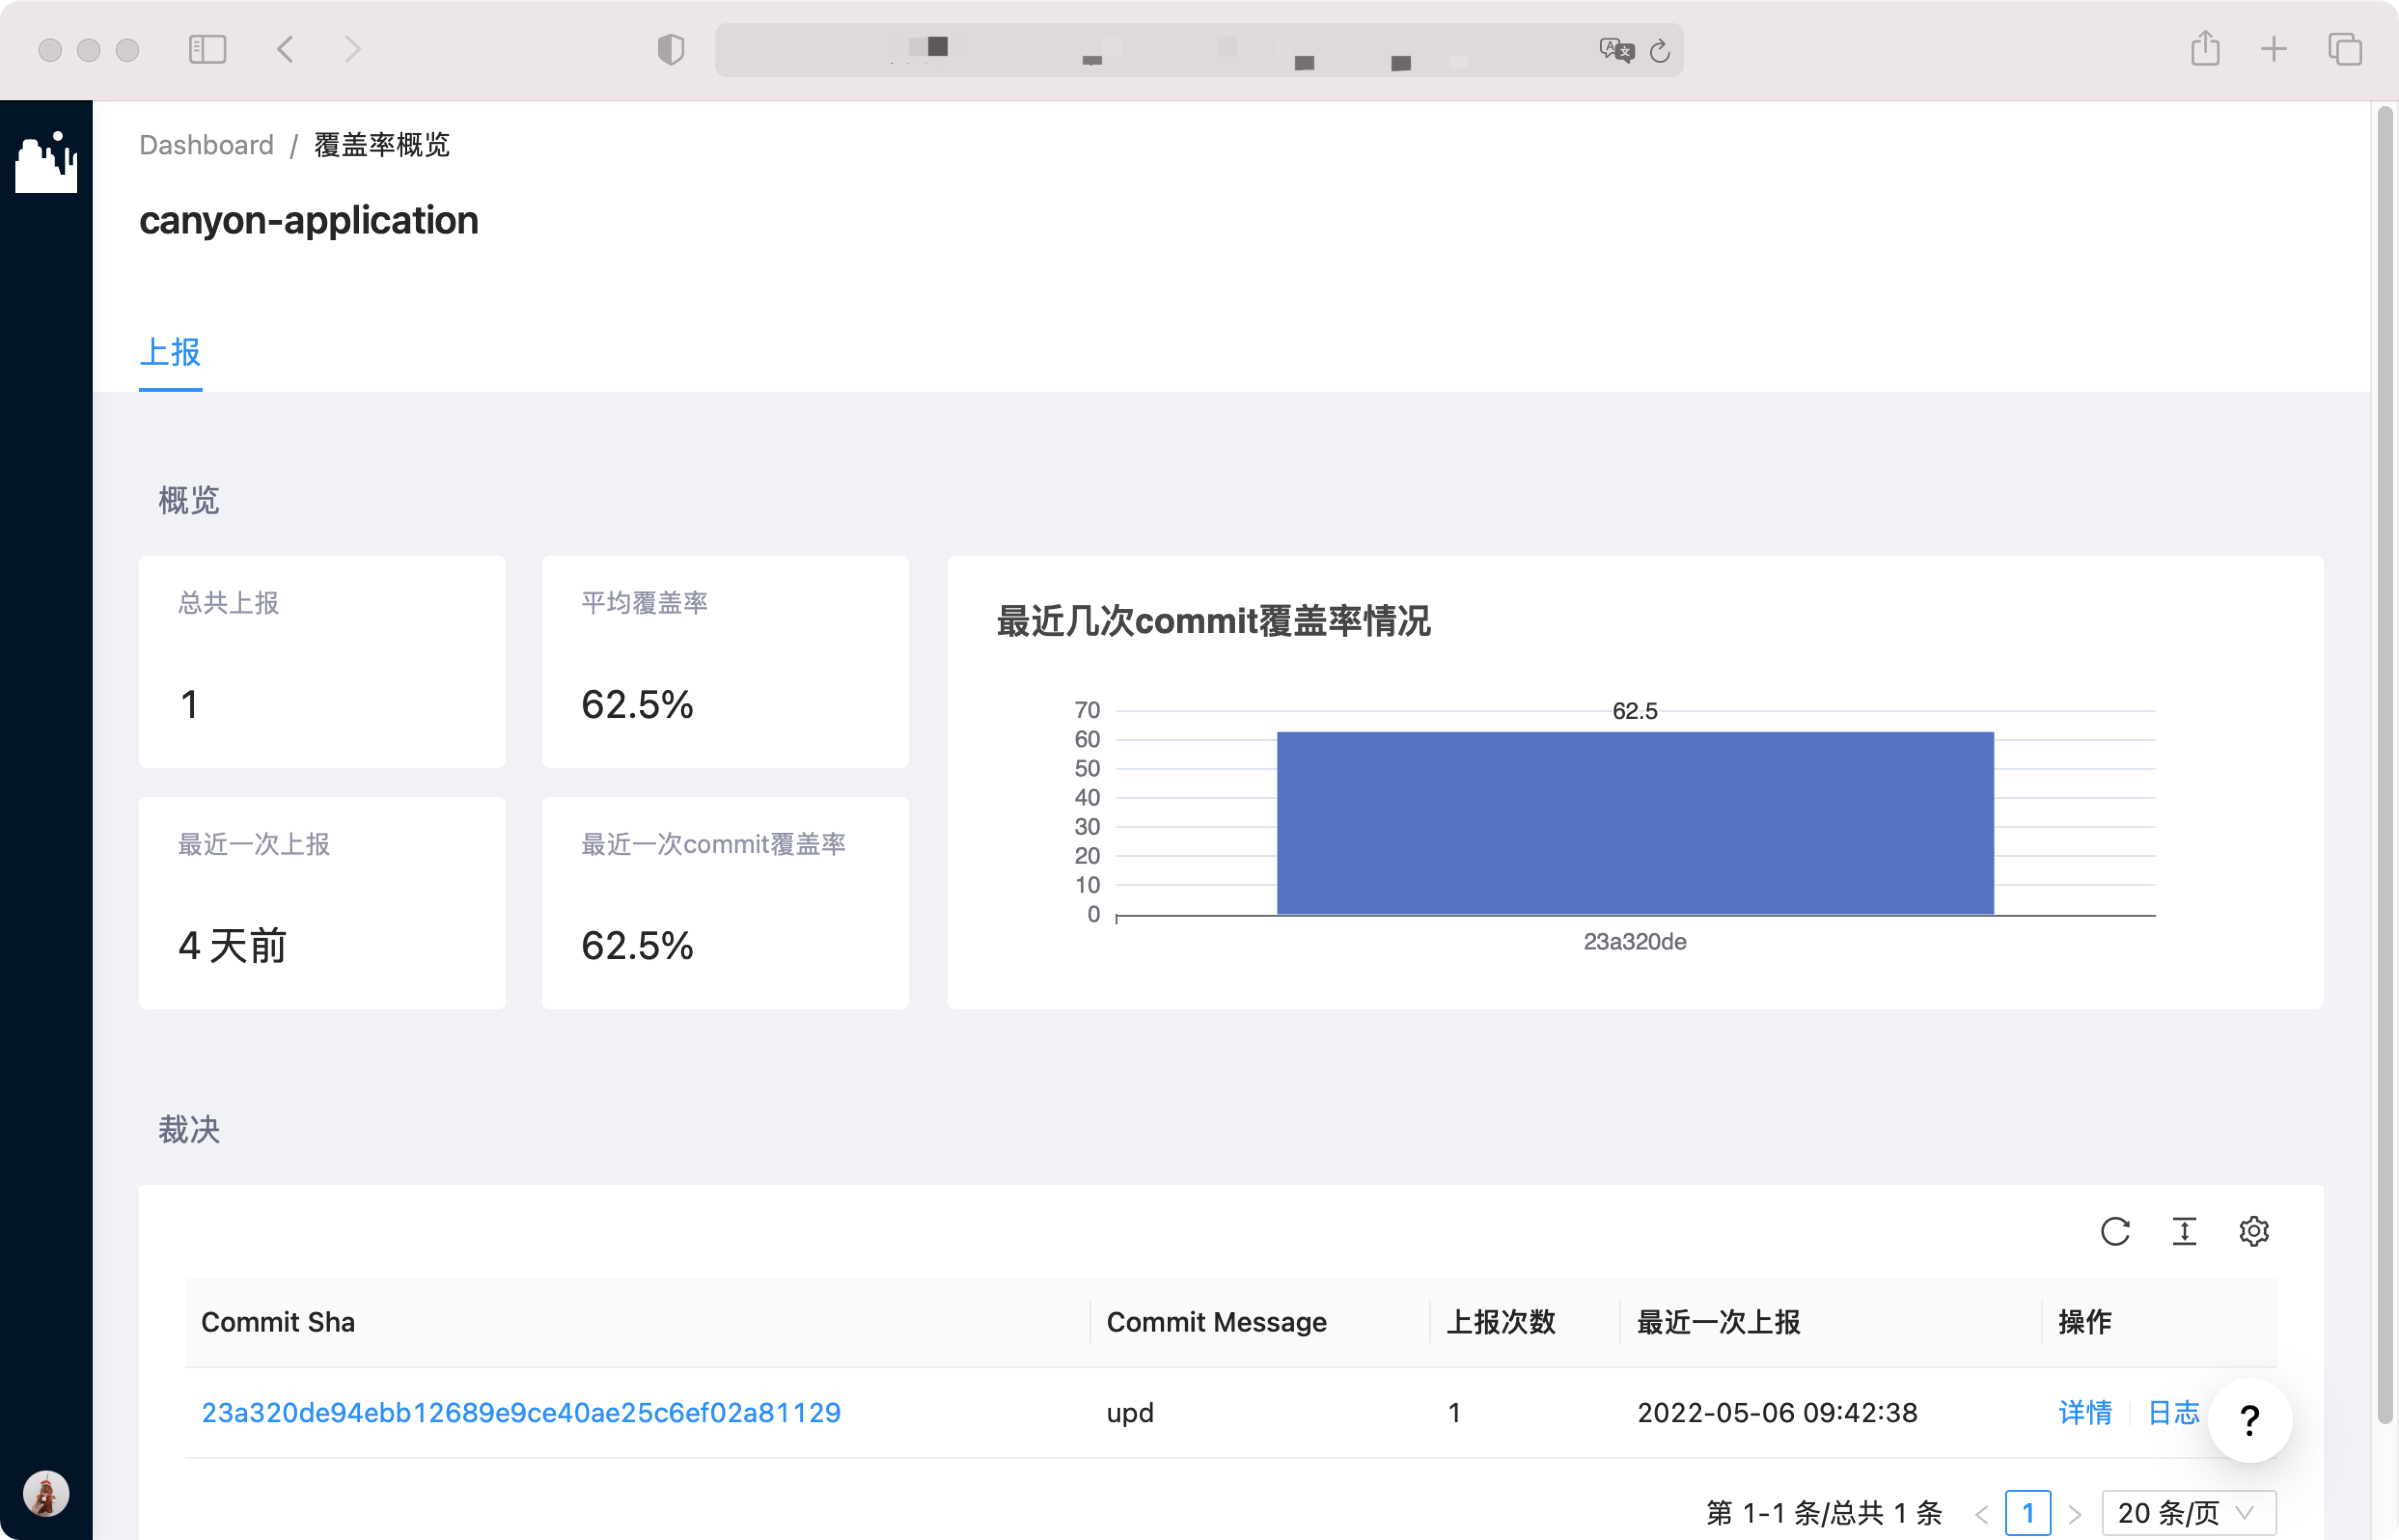 Dashboard / 覆盖率概览
canyon-application
上报
概览
总共上报
1
平均覆盖率
62.5%
最近一次上报
4 天前
最近一次commit覆盖率
62.5%
最近几次commit覆盖率情况
70
60
50
40
30
20
10
0
62.5
23a320de
裁决
Commit Sha Commit Message 上报次数 最近一次上报 操作
23a320de94ebb12689e9ce40ae25c6ef02a81129 upd 1 2022-05-06 09:42:38 详情 日志
?
第 1-1 条/总共 1 条 < 1 > 20 条/页